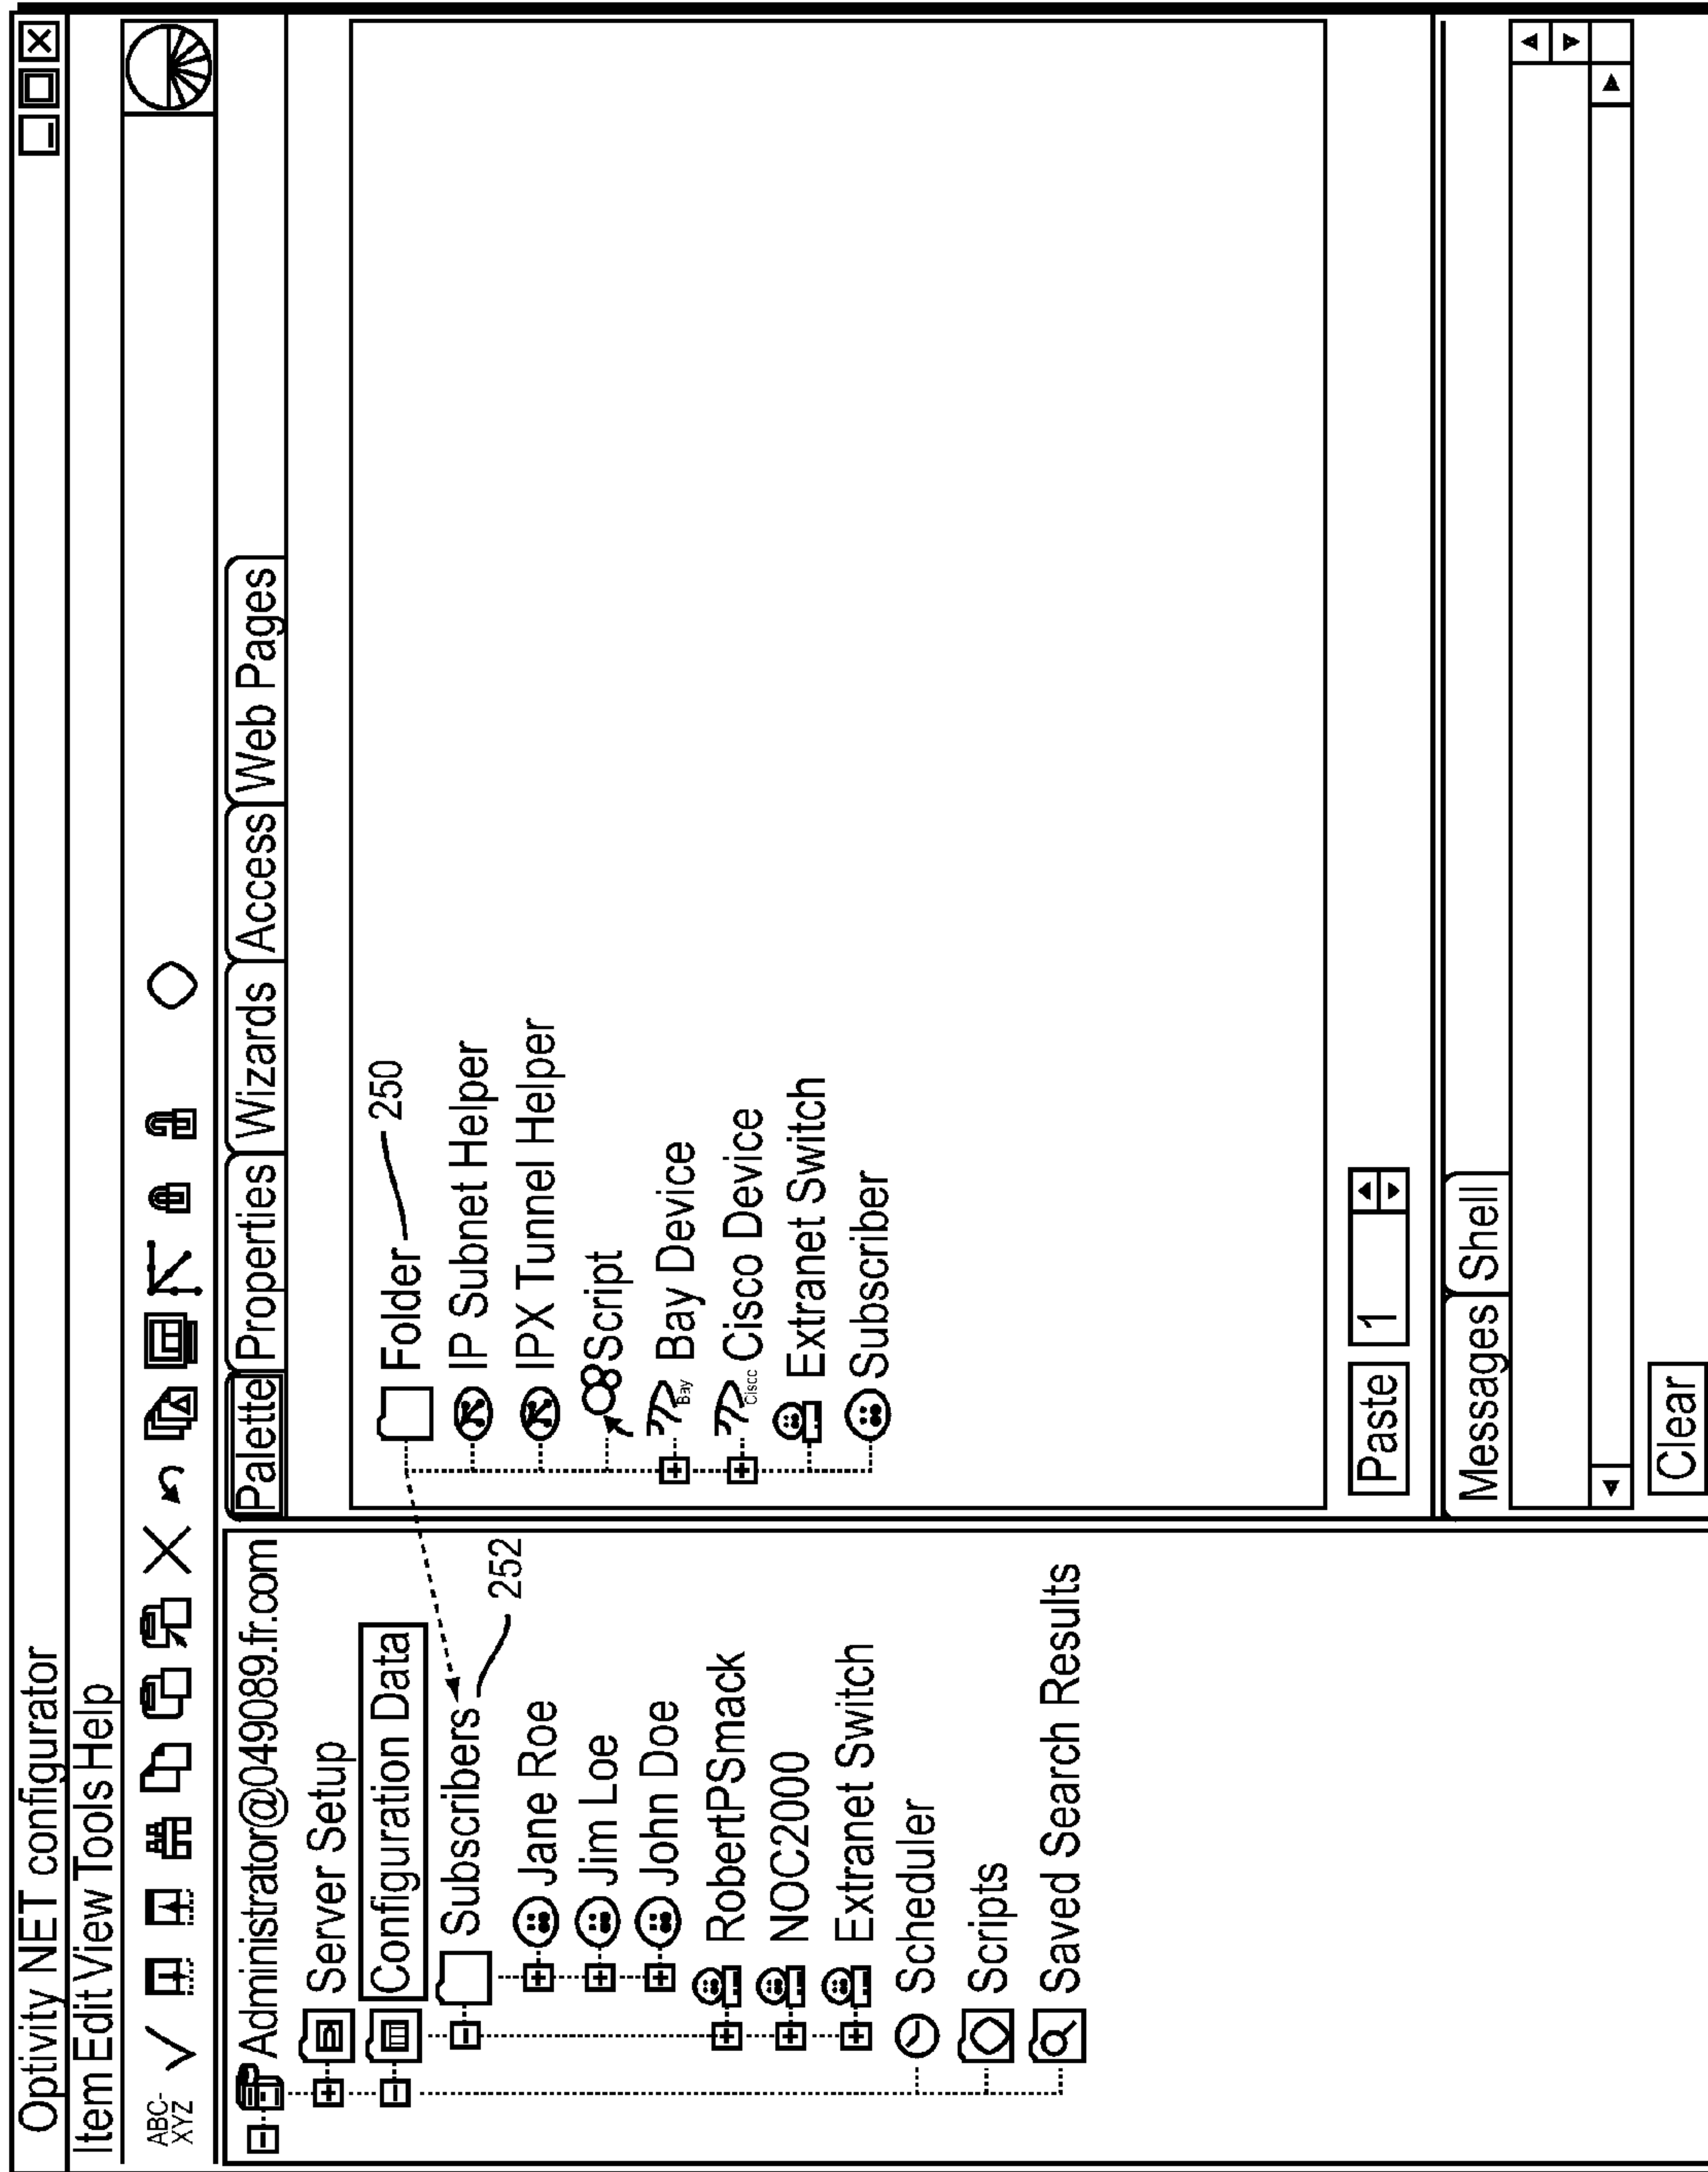 Optivity NET configurator
Item Edit View Tools Help
ABC-
XYZ
Administrator@049089.fr.com
Server Setup
Configuration Data
Subscribers
252
Jane Roe
Jim Loe
John Doe
RobertPSmack
NOC2000
Extranet Switch
Scheduler
Scripts
Saved Search Results
Palette Properties Wizards Access Web Pages
Folder 250
IP Subnet Helper
IPX Tunnel Helper
Script
Bay Bay Device
Ciscc Cisco Device
Extranet Switch
Subscriber
Paste 1
Messages Shell
Clear